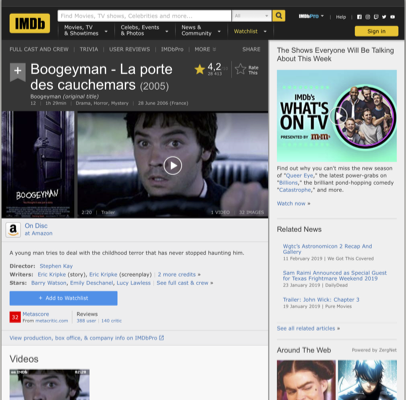 IMDb
Find Movies, TV shows, Celebrities and more...
All
IMDbPro
Help
Movies, TV
& Showtimes
Celebs, Events
& Photos
News &
Community
Watchlist
Sign in
FULL CAST AND CREW | TRIVIA | USER REVIEWS | IMDbPro | MORE
SHARE
Boogeyman - La porte
des cauchemars (2005)
Boogeyman (original title)
12 | 1h 29min | Drama, Horror, Mystery | 28 June 2006 (France)
4,2
Rate
This
BOOGEYMAN
2:20 | Trailer
1 VIDEO
32 IMAGES
On Disc
at Amazon
A young man tries to deal with the childhood terror that has never stopped haunting him.
Director: Stephen Kay
Writers: Eric Kripke (story), Eric Kripke (screenplay) | 2 more credits »
Stars: Barry Watson, Emily Deschanel, Lucy Lawless | See full cast & crew »
+ Add to Watchlist
32
Metascore
From metacritic.com
Reviews
388 user | 140 critic
View production, box office, & company info on IMDbPro
Videos
The Shows Everyone Will Be Talking
About This Week
IMDb's
WHAT'S
ON TV
PRESENTED BY M&M's
Find out why you can't miss the new season
of "Queer Eye," the latest power-grabs on
"Billions," the brilliant pond-hopping comedy
"Catastrophe," and more.
Watch now »
Related News
Wgtc's Astronomicon 2 Recap And
Gallery
11 February 2019 | We Got This Covered
Sam Raimi Announced as Special Guest
for Texas Frightmare Weekend 2019
23 January 2019 | DailyDead
Trailer: John Wick: Chapter 3
19 January 2019 | Pure Movies
See all related articles »
Around The Web | Powered by ZergNet